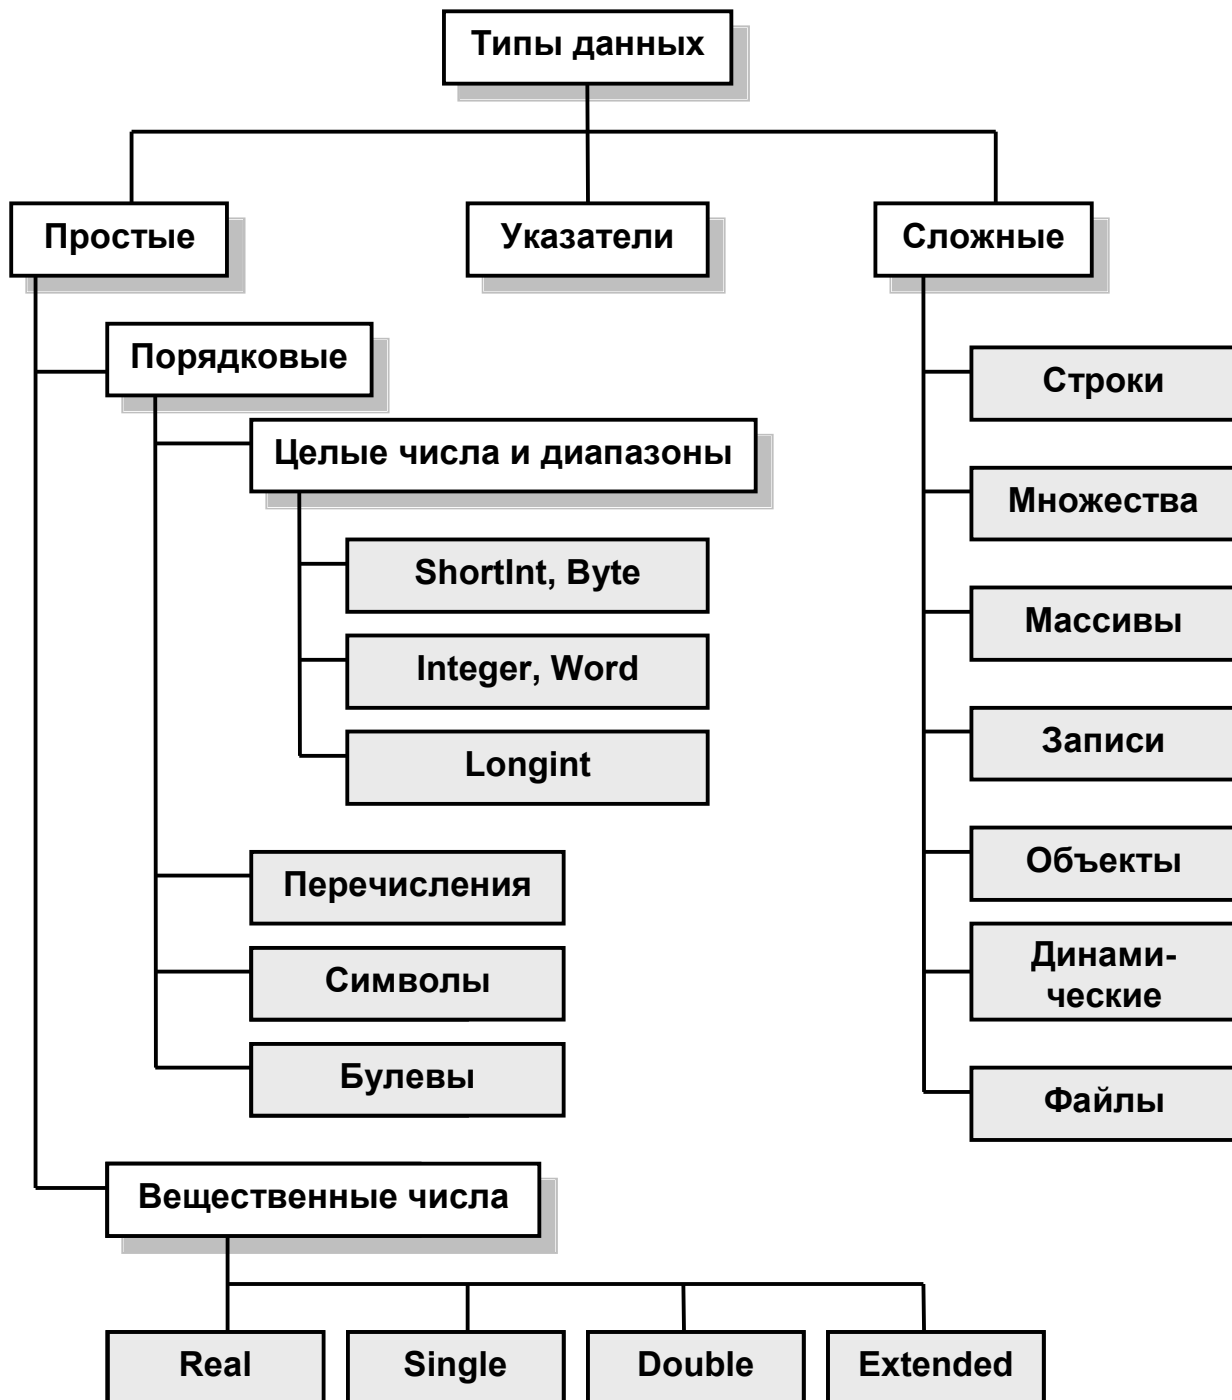 Типы данных
Простые
Указатели
Сложные
Порядковые
Строки
Целые числа и диапазоны
Множества
ShortInt, Byte
Массивы
Integer, Word
Записи
Longint
Объекты
Перечисления
Динами-
ческие
Символы
Булевы
Файлы
Вещественные числа
Real
Single
Double
Extended